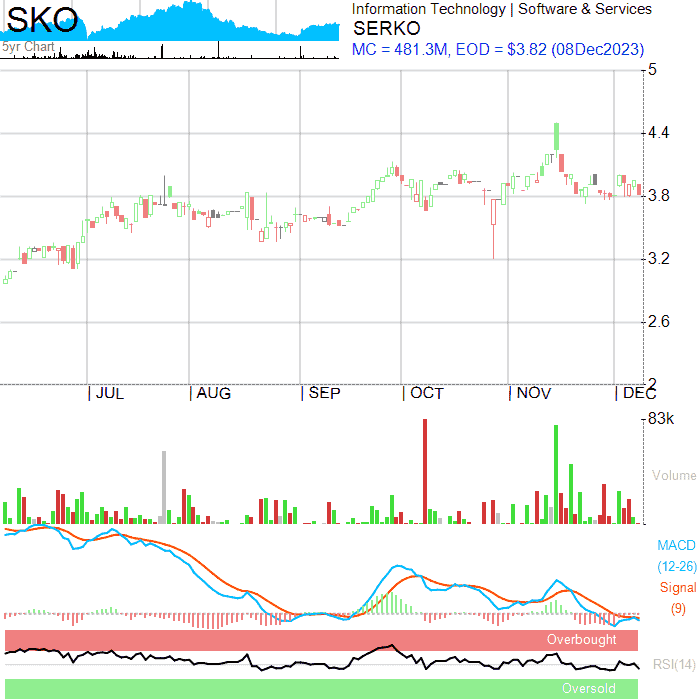 SKO
5yr Chart
Information Technology | Software & Services
SERKO
MC = 481.3M, EOD = $3.82 (08Dec2023)
5
4.4
3.8
3.2
2.6
2
| JUL | AUG | SEP | OCT | NOV | DEC
83k
Volume
MACD
(12-26)
Signal
(9)
Overbought
RSI(14)
Oversold